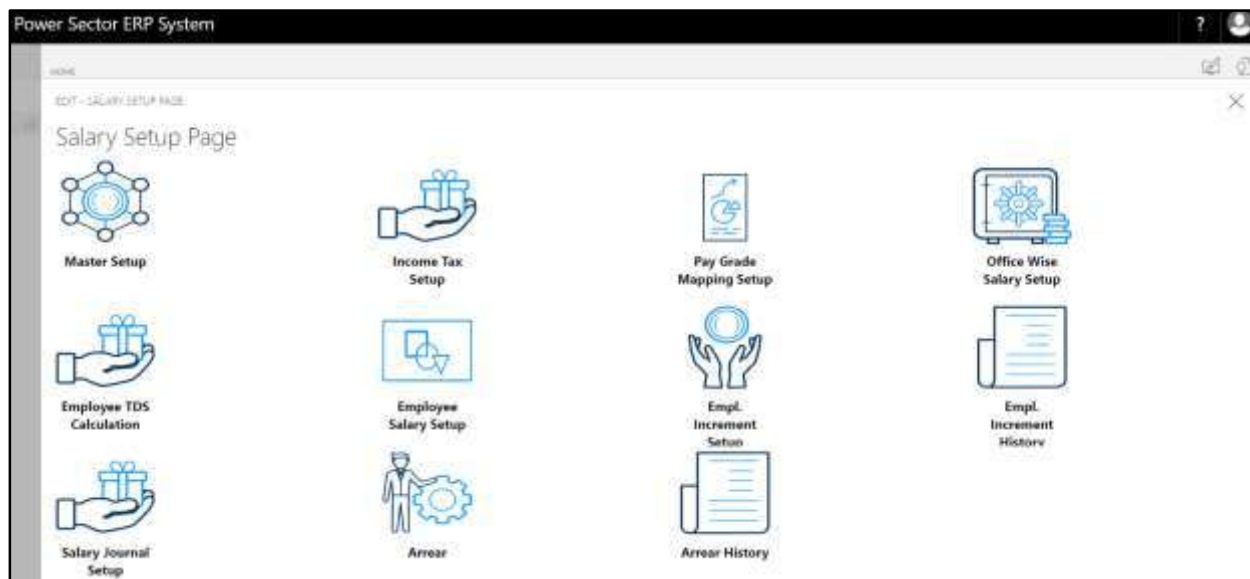 Power Sector ERP System
?
HOME
EDIT - SALARY SETUP PAGE
Salary Setup Page
Master Setup
Income Tax
Setup
Pay Grade
Mapping Setup
Office Wise
Salary Setup
Employee TDS
Calculation
Employee
Salary Setup
Empl.
Increment
Setup
Empl.
Increment
History
Salary Journal
Setup
Arrear
Arrear History